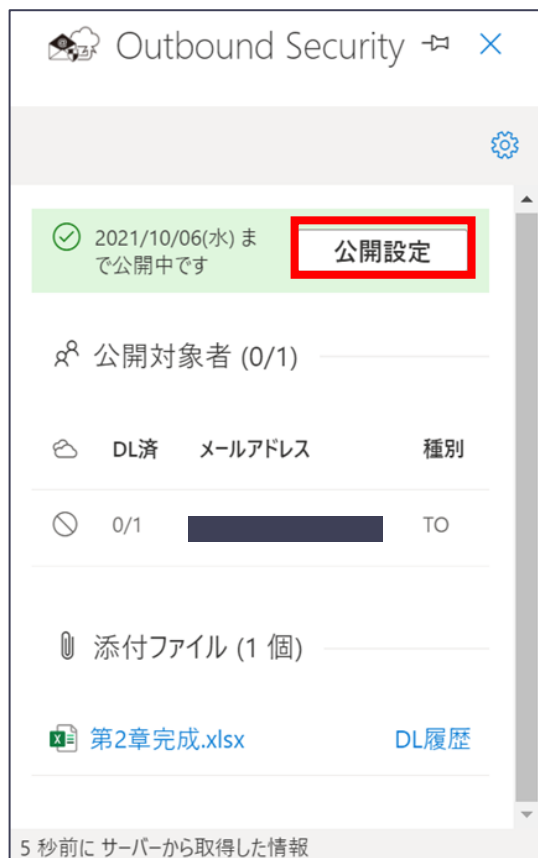 Outbound Security
2021/10/06(水) ま
で公開中です
公開設定
公開対象者 (0/1)
DL済 メールアドレス 種別
0/1 TO
添付ファイル (1 個)
第2章完成.xlsx DL履歴
5 秒前に サーバーから取得した情報